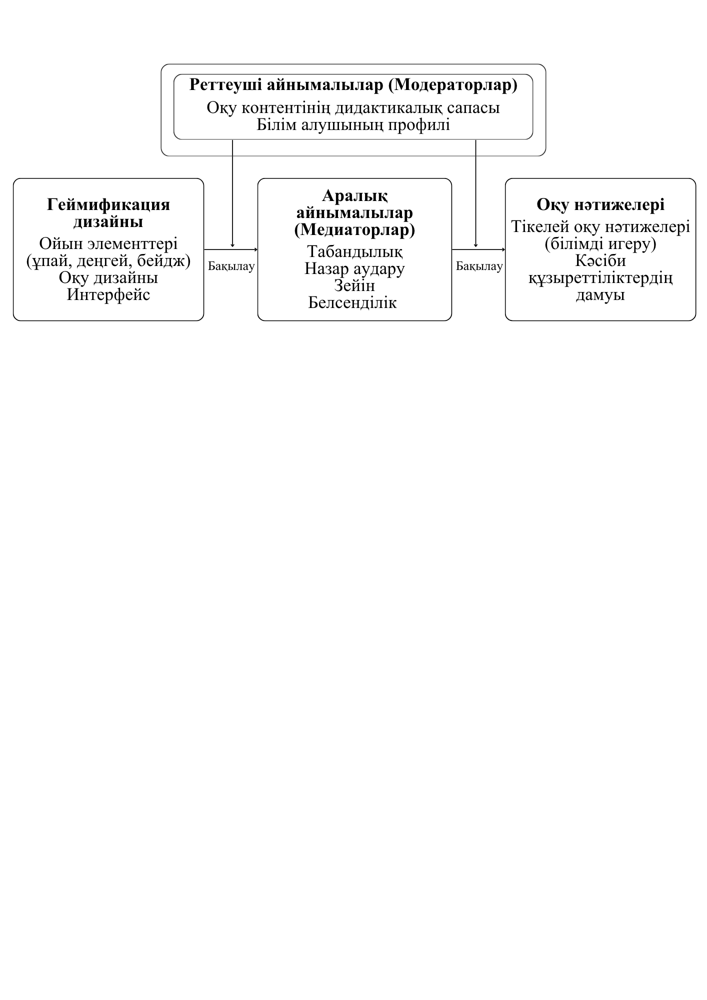 Реттеуші айнымалылар (Модераторлар)
Оқу контентінің дидактикалық сапасы
Білім алушының профилі
Геймификация
дизайны
Ойын элементтері
(ұпай, деңгей, бейдж)
Оқу дизайны
Интерфейс
Бақылау
Аралық
айнымалылар
(Медиаторлар)
Табандылық
Назар аудару
Зейін
Белсенділік
Бақылау
Оқу нәтижелері
Тікелей оқу нәтижелері
(білімді игеру)
Кәсіби
құзыреттіліктердің
дамуы